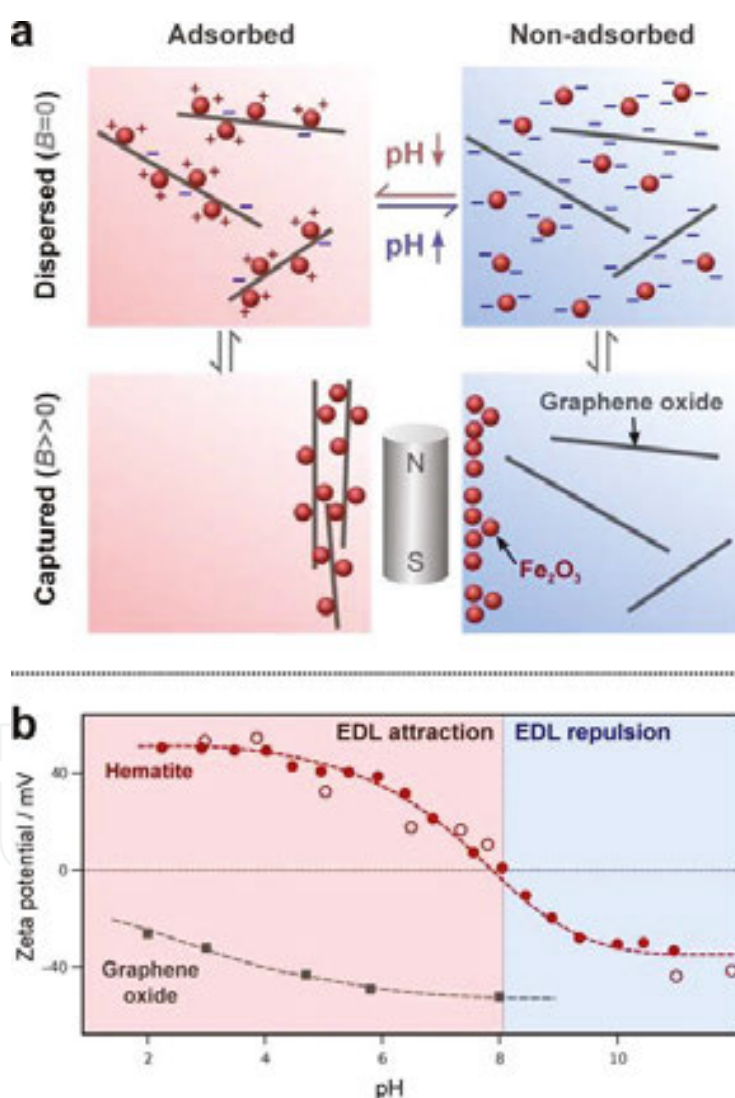 a
Adsorbed
Non-adsorbed
Dispersed (B=0)
pH ↓
pH ↑
Captured (B>>0)
N
S
Graphene oxide
Fe₂O₃
b
EDL attraction
EDL repulsion
Hematite
Graphene
oxide
Zeta potential / mV
40
0
−40
2
4
6
8
10
pH